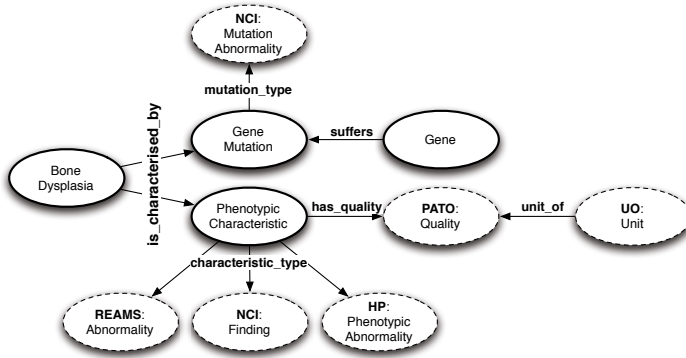 NCI:
Mutation
Abnormality
mutation_type
Gene
Mutation
suffers
Gene
is_characterised_by
Bone
Dysplasia
Phenotypic
Characteristic
has_quality
PATO:
Quality
unit_of
UO:
Unit
characteristic_type
REAMS:
Abnormality
NCI:
Finding
HP:
Phenotypic
Abnormality